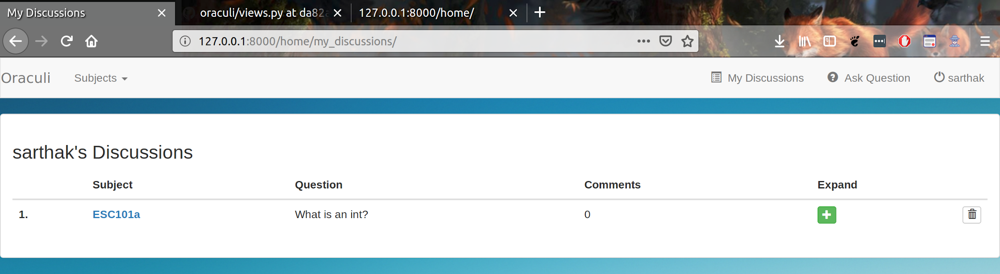 My Discussions
oraculi/views.py at da82a
127.0.0.1:8000/home/
127.0.0.1:8000/home/my_discussions/
Oraculi Subjects My Discussions Ask Question sarthak
sarthak's Discussions
Subject Question Comments Expand
1. ESC101a What is an int? 0